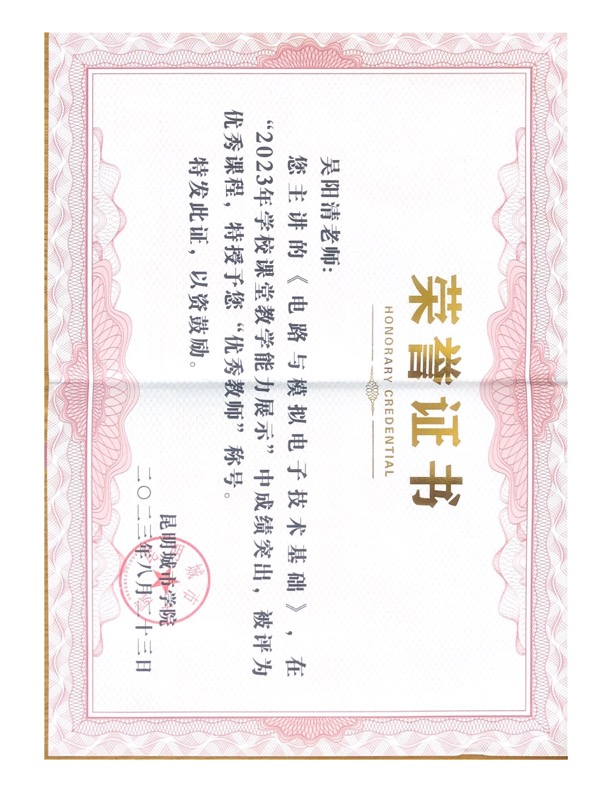 荣誉证书
HONORARY CREDENTIAL
吴阳清老师:
您主讲的《电路与模拟电子技术基础》,在
“2023年学校课堂教学能力展示”中成绩突出,被评为
优秀课程,特授予您“优秀教师”称号。
特发此证,以资鼓励。
昆明城市学院
二〇二三年八月二十三日